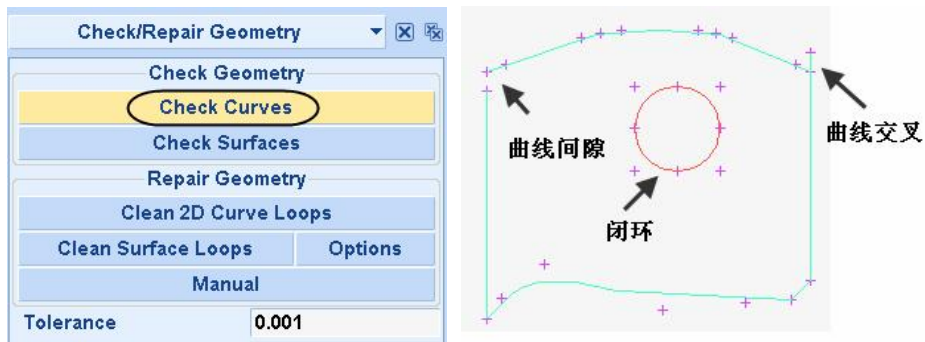 Check/Repair Geometry
Check Geometry
Check Curves
Check Surfaces
Repair Geometry
Clean 2D Curve Loops
Clean Surface Loops Options
Manual
Tolerance 0.001
曲线间隙
曲线交叉
闭环